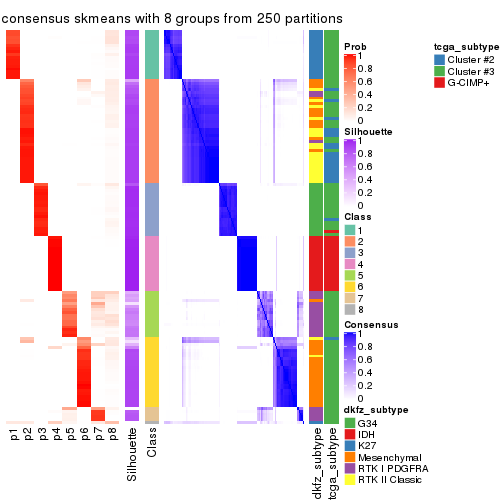 consensus skmeans with 8 groups from 250 partitions
Prob
1
0.8
0.6
0.4
0.2
0
Silhouette
1
0.8
0.6
0.4
0.2
0
Class
1
2
3
4
5
6
7
8
Consensus
1
0.8
0.6
0.4
0.2
0
dkfz_subtype
G34
IDH
K27
Mesenchymal
RTK I PDGFRA
RTK II Classic
tcga_subtype
Cluster #2
Cluster #3
G-CIMP+
p1
p2
p3
p4
p5
p6
p7
p8
Silhouette
Class
dkfz_subtype
tcga_subtype